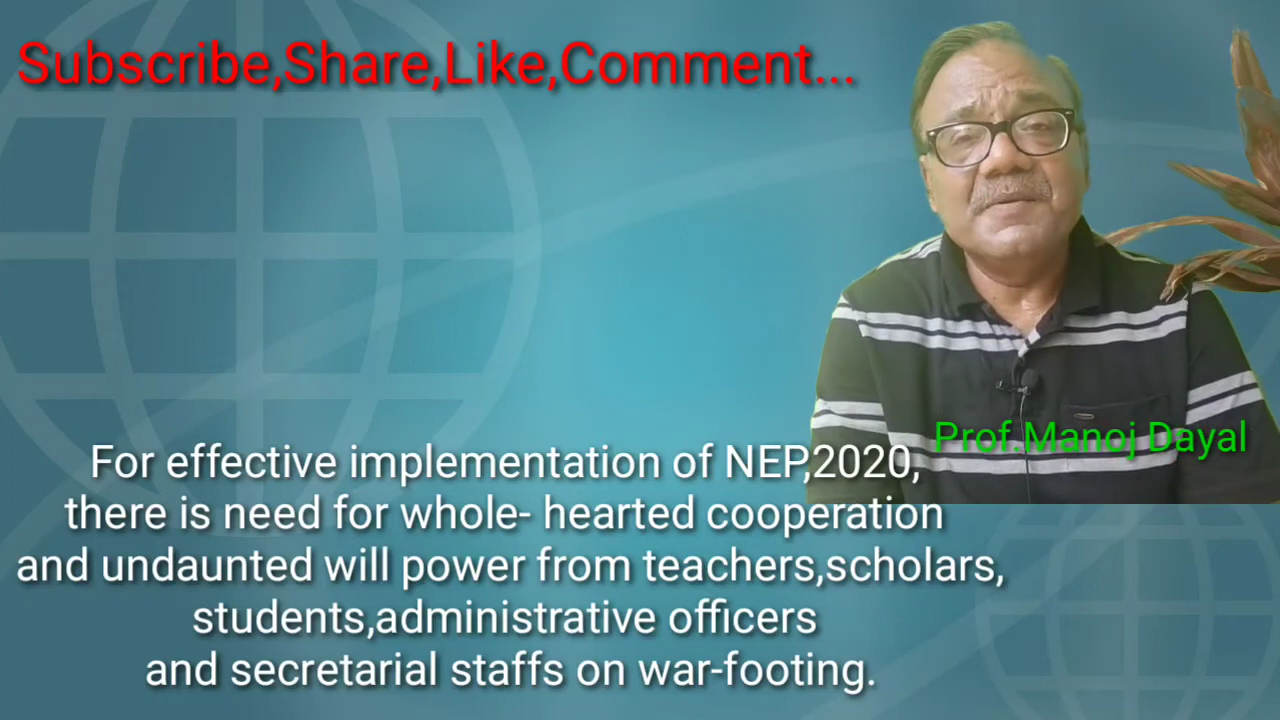 Subscribe,Share,Like,Comment...
Prof.Manoj Dayal
For effective implementation of NEP,2020,
there is need for whole- hearted cooperation
and undaunted will power from teachers,scholars,
students,administrative officers
and secretarial staffs on war-footing.